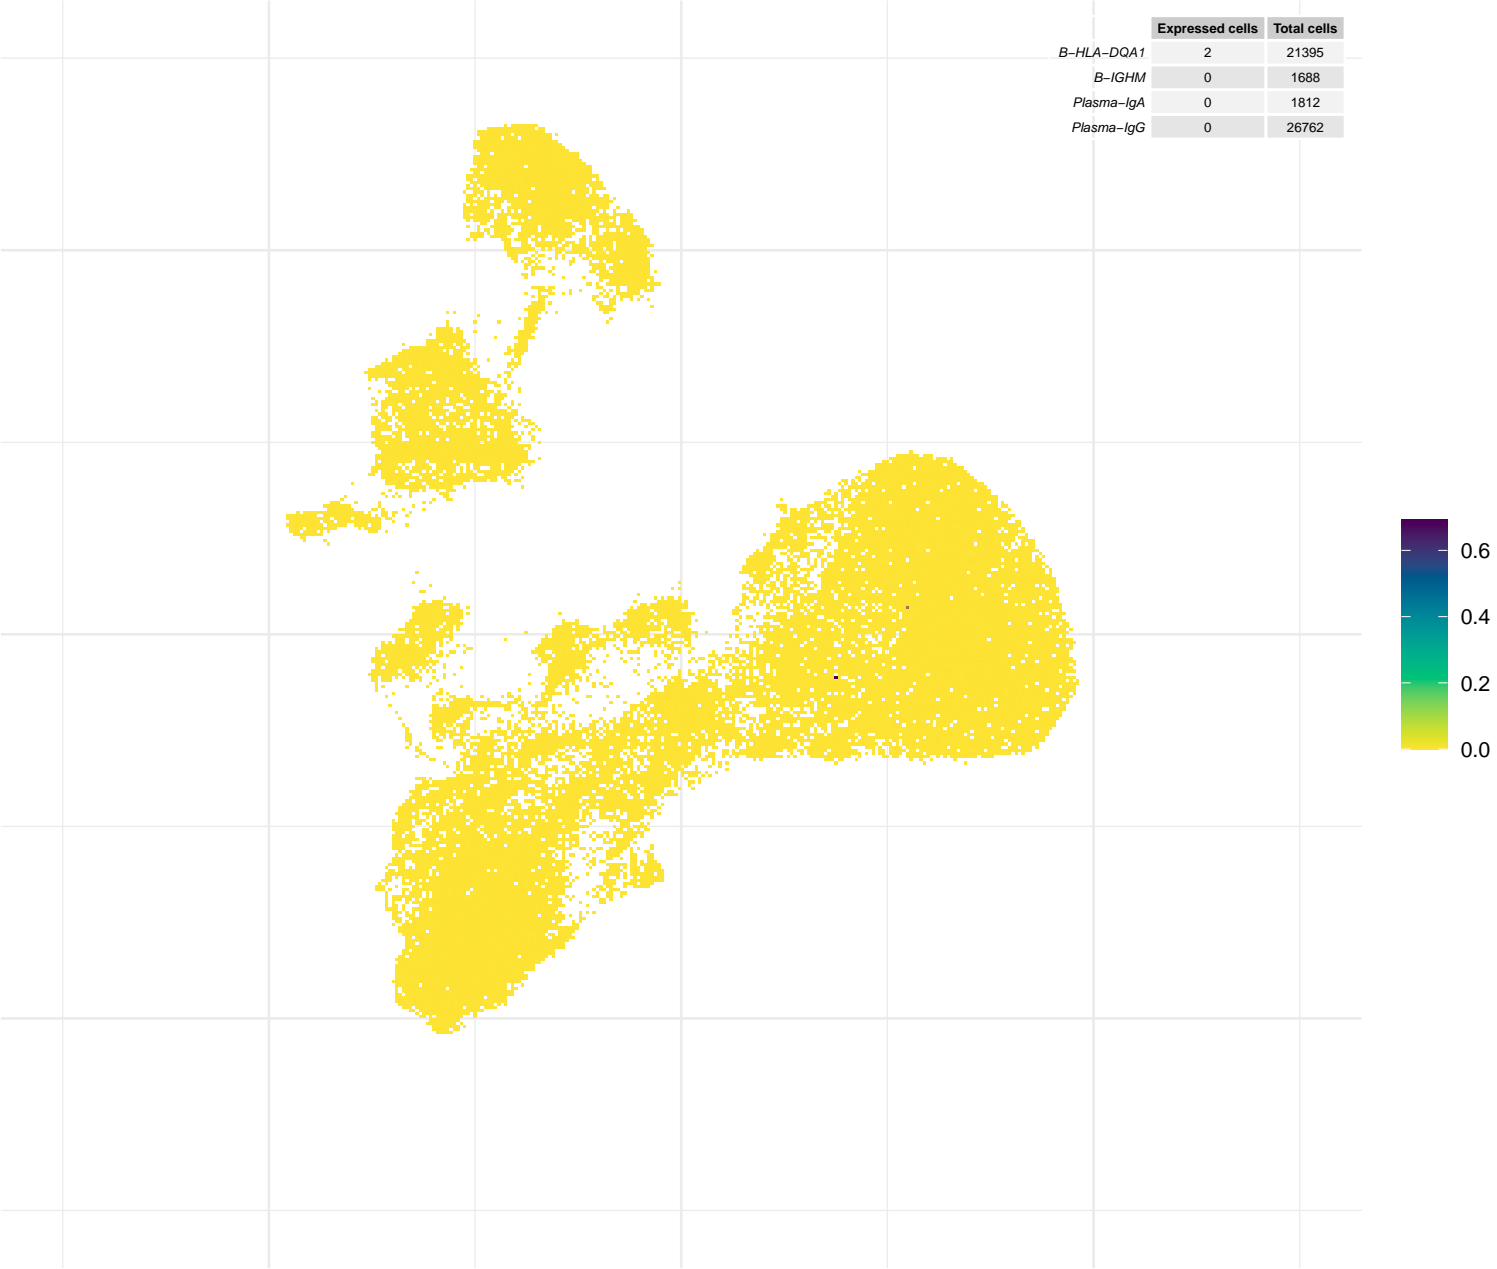 Expressed cells Total cells
B−HLA−DQA1 2 21395
B−IGHM 0 1688
Plasma−IgA 0 1812
Plasma−IgG 0 26762
0.6
0.4
0.2
0.0